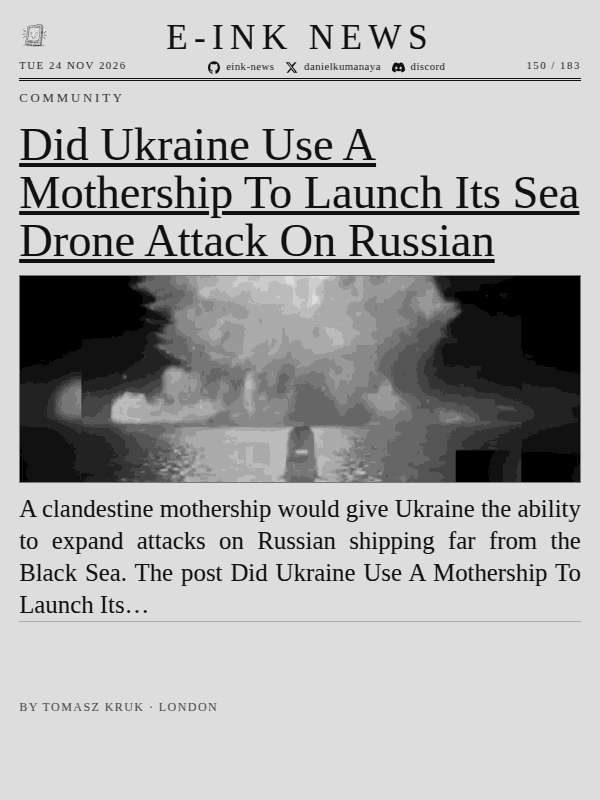 E-INK NEWS
TUE 24 NOV 2026
eink-news danielkumanaya discord
150 / 183
COMMUNITY
Did Ukraine Use A
Mothership To Launch Its Sea
Drone Attack On Russian
A clandestine mothership would give Ukraine the ability
to expand attacks on Russian shipping far from the
Black Sea. The post Did Ukraine Use A Mothership To
Launch Its…
BY TOMASZ KRUK · LONDON